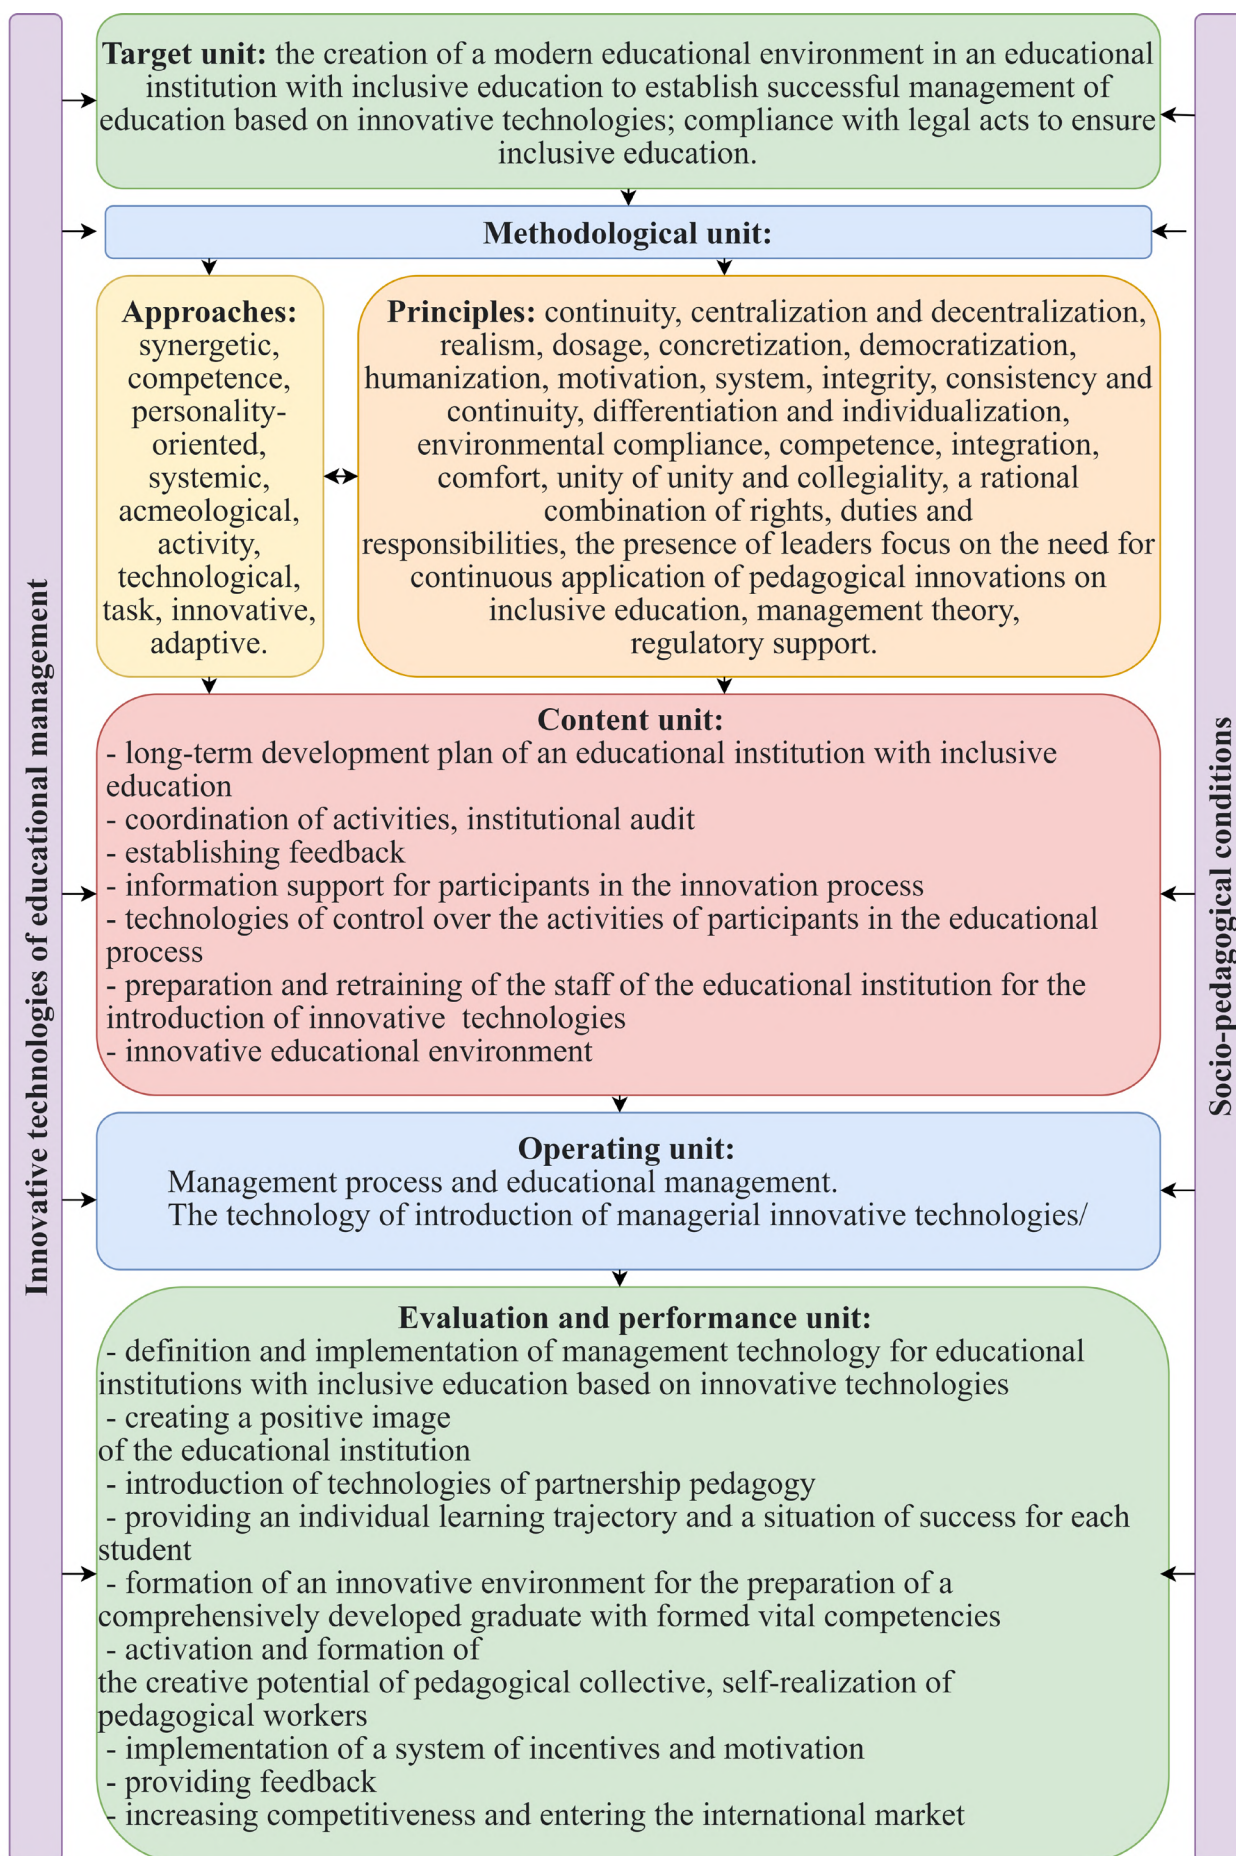 Target unit: the creation of a modern educational environment in an educational
institution with inclusive education to establish successful management of
education based on innovative technologies; compliance with legal acts to ensure
inclusive education.
Methodological unit:
Approaches:
synergetic,
competence,
personality-
oriented,
systemic,
acmeological,
activity,
technological,
task, innovative,
adaptive.
Principles: continuity, centralization and decentralization,
realism, dosage, concretization, democratization,
humanization, motivation, system, integrity, consistency and
continuity, differentiation and individualization,
environmental compliance, competence, integration,
comfort, unity of unity and collegiality, a rational
combination of rights, duties and
responsibilities, the presence of leaders focus on the need for
continuous application of pedagogical innovations on
inclusive education, management theory,
regulatory support.
Content unit:
- long-term development plan of an educational institution with inclusive
education
- coordination of activities, institutional audit
- establishing feedback
- information support for participants in the innovation process
- technologies of control over the activities of participants in the educational
process
- preparation and retraining of the staff of the educational institution for the
introduction of innovative  technologies
- innovative educational environment
Operating unit:
Management process and educational management.
The technology of introduction of managerial innovative technologies/
Evaluation and performance unit:
- definition and implementation of management technology for educational
institutions with inclusive education based on innovative technologies
- creating a positive image
of the educational institution
- introduction of technologies of partnership pedagogy
- providing an individual learning trajectory and a situation of success for each
student
- formation of an innovative environment for the preparation of a
comprehensively developed graduate with formed vital competencies
- activation and formation of
the creative potential of pedagogical collective, self-realization of
pedagogical workers
- implementation of a system of incentives and motivation
- providing feedback
- increasing competitiveness and entering the international market
Innovative technologies of educational management
Socio-pedagogical conditions